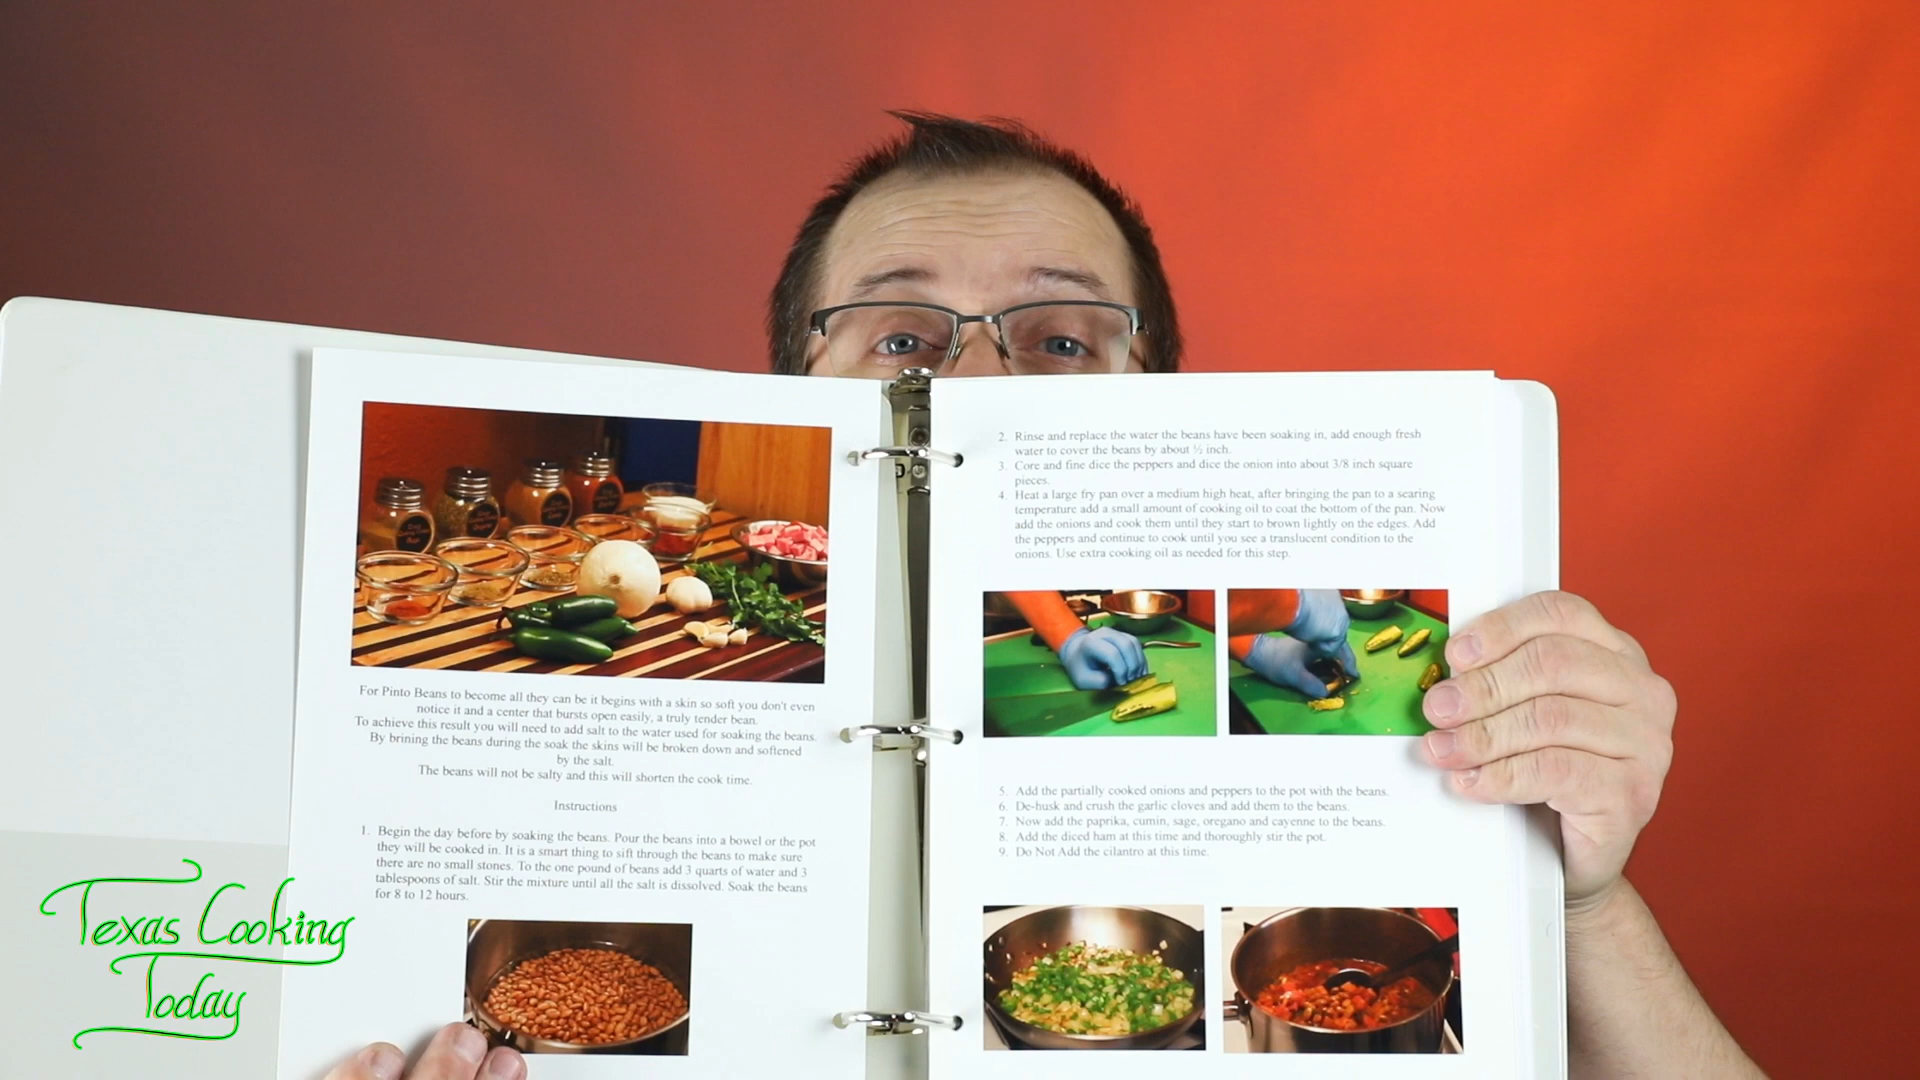 For Pinto Beans to become all they can be it begins with a skin so soft you don't even
notice it and a center that bursts open easily, a truly tender bean.
To achieve this result you will need to add salt to the water used for soaking the beans.
By brining the beans during the soak the skins will be broken down and softened
by the salt.
The beans will not be salty and this will shorten the cook time.
Instructions
1. Begin the day before by soaking the beans. Pour the beans into a bowel or the pot
they will be cooked in. It is a smart thing to sift through the beans to make sure
there are no small stones. To the one pound of beans add 3 quarts of water and 3
tablespoons of salt. Stir the mixture until all the salt is dissolved. Soak the beans
for 8 to 12 hours.
2. Rinse and replace the water the beans have been soaking in, add enough fresh
water to cover the beans by about ½ inch.
3. Core and fine dice the peppers and dice the onion into about 3/8 inch square
pieces.
4. Heat a large fry pan over a medium high heat, after bringing the pan to a searing
temperature add a small amount of cooking oil to coat the bottom of the pan. Now
add the onions and cook them until they start to brown lightly on the edges. Add
the peppers and continue to cook until you see a translucent condition to the
onions. Use extra cooking oil as needed for this step.
5. Add the partially cooked onions and peppers to the pot with the beans.
6. De-husk and crush the garlic cloves and add them to the beans.
7. Now add the paprika, cumin, sage, oregano and cayenne to the beans.
8. Add the diced ham at this time and thoroughly stir the pot.
9. Do Not Add the cilantro at this time.
Texas Cooking
Today